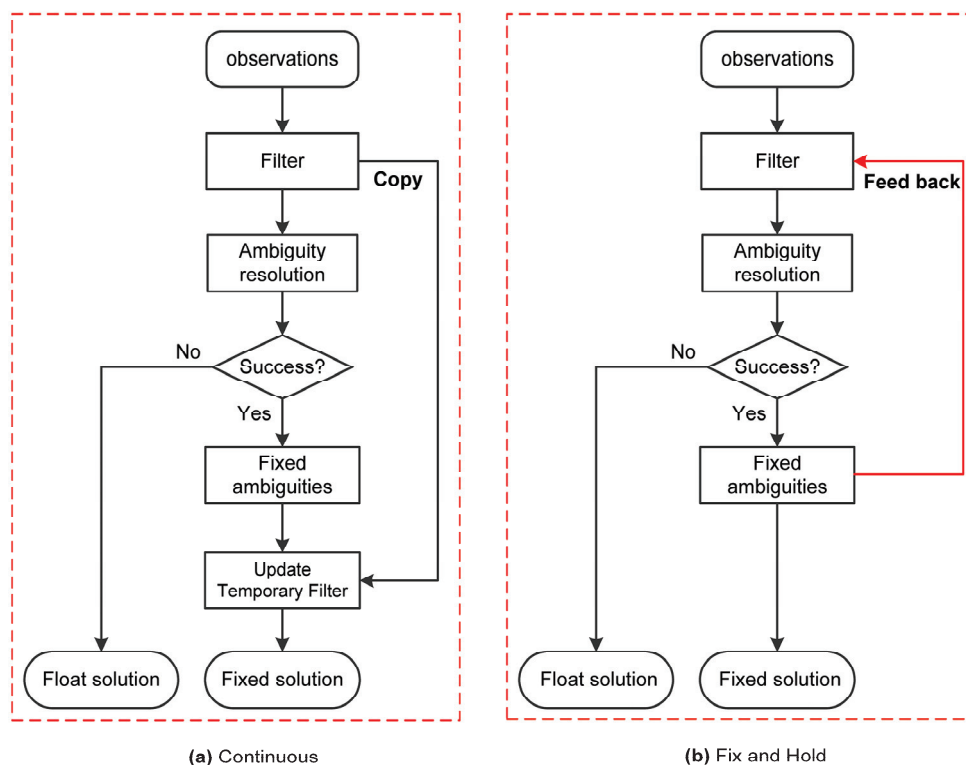 observations
Filter
Copy
Ambiguity
resolution
No
Success?
Yes
Fixed
ambiguities
Update
Temporary Filter
Float solution
Fixed solution
(a) Continuous
observations
Filter
Feed back
Ambiguity
resolution
No
Success?
Yes
Fixed
ambiguities
Float solution
Fixed solution
(b) Fix and Hold